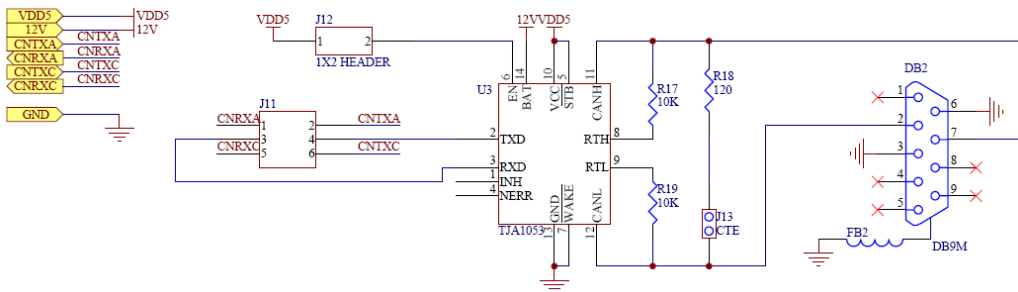 VDD5 VDD5
12V 12V
CNTXA CNTXA
CNRXA CNRXA
CNTXC CNTXC
CNRXC CNRXC
GND
VDD5 J12
1 2
1X2 HEADER
12V VDD5
6 14 10 5 11
EN BAT VCC STB CANH
U3
J11
CNRXA 1 2 CNTXA
3 4
CNRXC 5 6 CNTXC
2 TXD
3 RXD
1 INH
4 NERR
RTH 8
RTL 9
GND WAKE CANL
13 7 12
TJA1053
R17
10K
R18
120
R19
10K
J13
CTE
DB2
1
6
2
7
3
8
4
9
5
FB2
DB9M